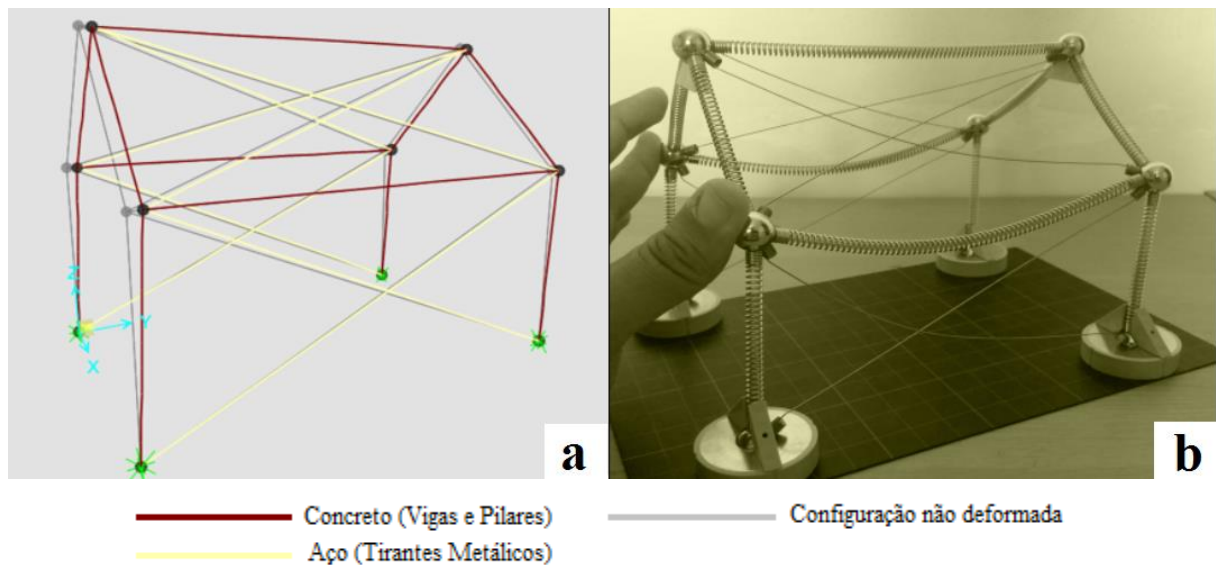 Z
Y
X
a
b
Concreto (Vigas e Pilares)
Configuração não deformada
Aço (Tirantes Metálicos)